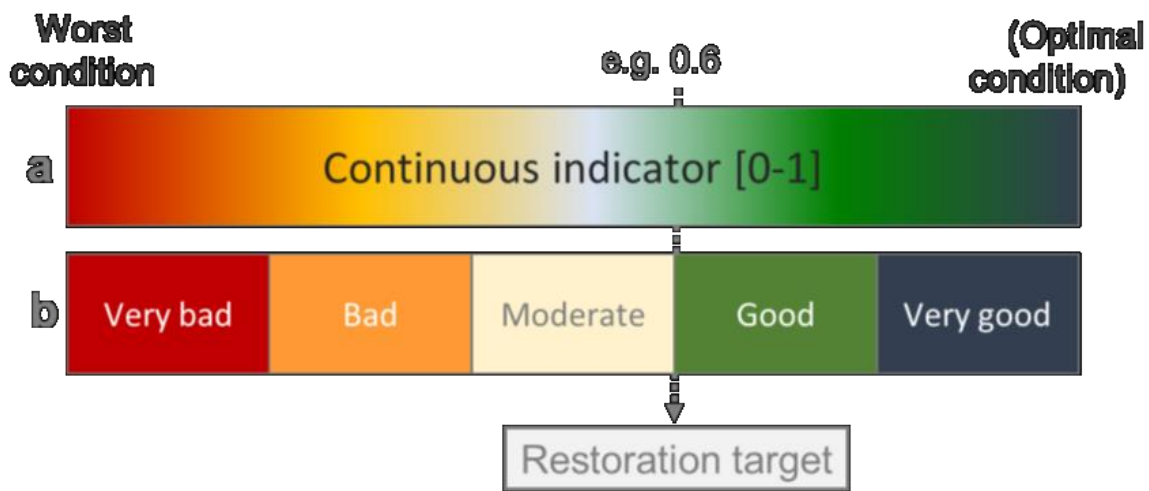 Worst
condition
e.g. 0.6
(Optimal
condition)
a
Continuous indicator [0-1]
b
Very bad
Bad
Moderate
Good
Very good
Restoration target